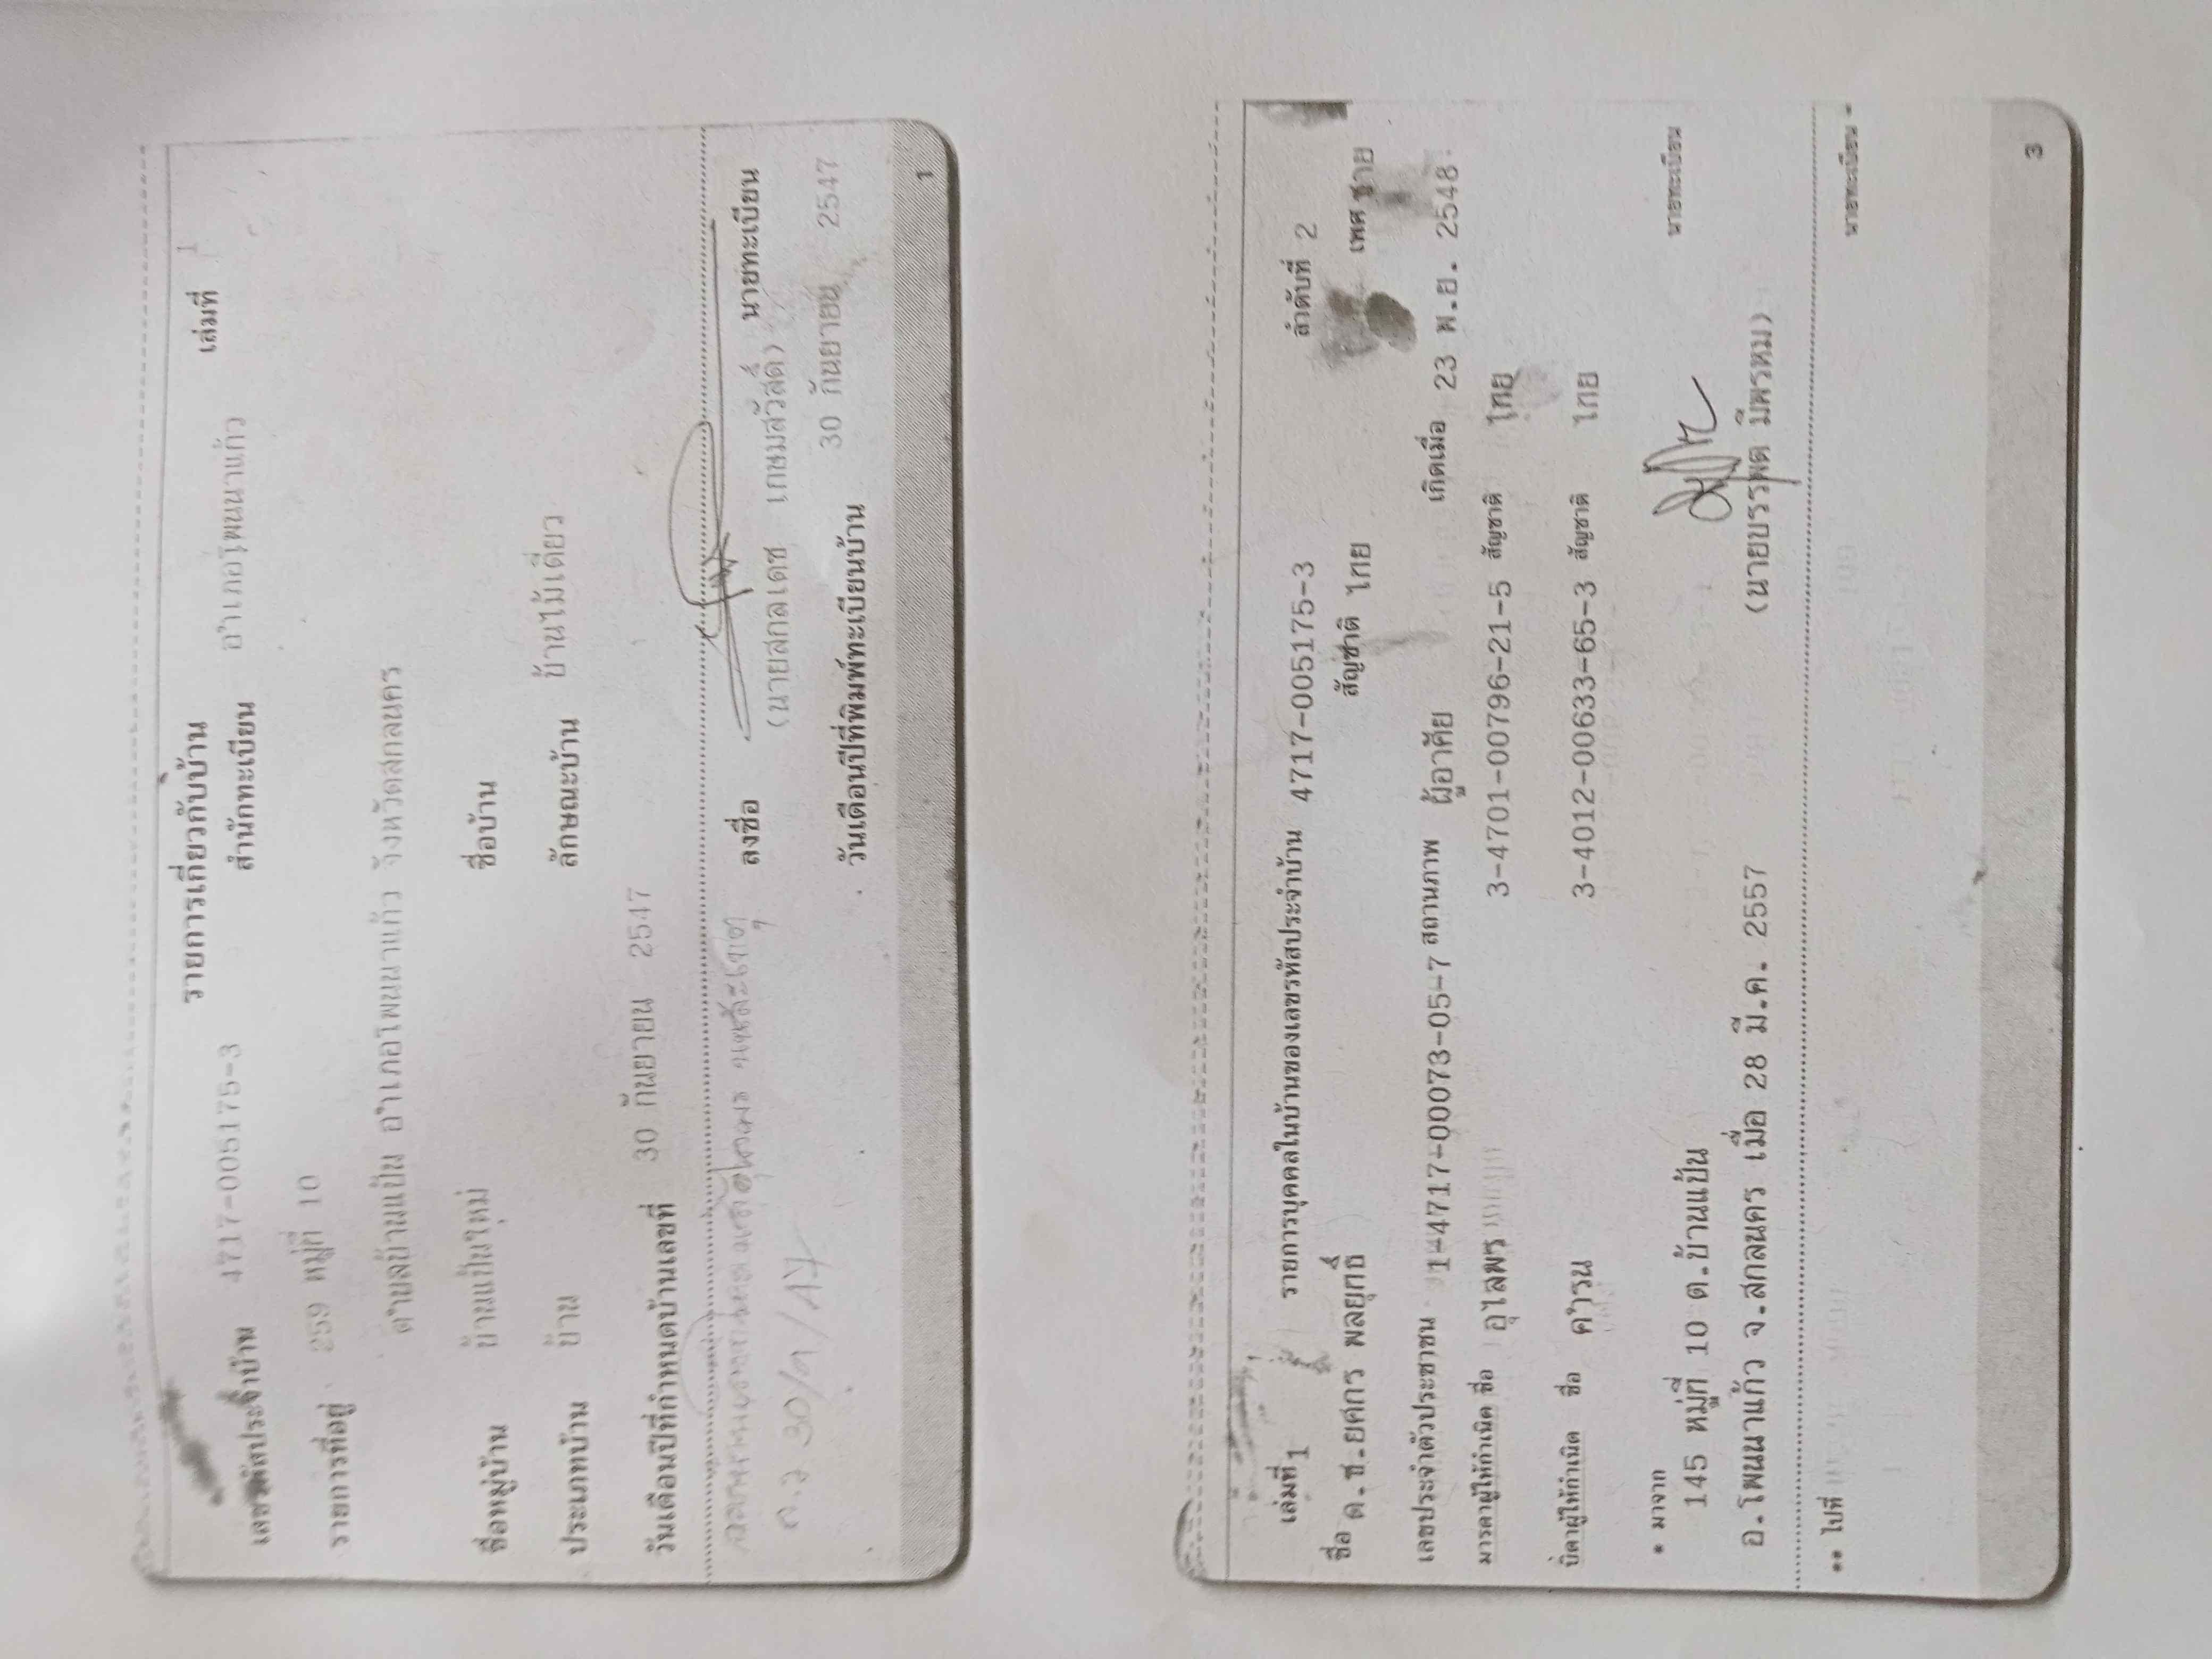 รายการเกี่ยวกับบ้าน เล่มที่ 1
เลขรหัสประจำบ้าน 4717-005175-3 สำนักทะเบียน อำเภอโพนนาแก้ว
รายการที่อยู่ 259 หมู่ที่ 10
ตำบลบ้านแป้น อำเภอโพนนาแก้ว จังหวัดสกลนคร
ชื่อหมู่บ้าน บ้านแป้นใหม่ ชื่อบ้าน
ประเภทบ้าน บ้าน ลักษณะบ้าน บ้านไม้เดี่ยว
วันเดือนปีที่กำหนดบ้านเลขที่ 30 กันยายน 2547
ลงชื่อ นายทะเบียน
(นายสกลเดช เกษมสวัสดิ์)
30/9/47
วันเดือนปีที่พิมพ์ทะเบียนบ้าน 30 กันยายน 2547
1
เล่มที่ 1 รายการบุคคลในบ้านของเลขรหัสประจำบ้าน 4717-005175-3 ลำดับที่ 2
ชื่อ ด.ช.ยศกร พลยุทธิ์ สัญชาติ ไทย เพศ ชาย
เลขประจำตัวประชาชน 1-4717-00073-05-7 สถานภาพ ผู้อาศัย เกิดเมื่อ 23 พ.ย. 2548
มารดาผู้ให้กำเนิด ชื่อ อุไลพร 3-4701-00796-21-5 สัญชาติ ไทย
บิดาผู้ให้กำเนิด ชื่อ คำรน 3-4012-00633-65-3 สัญชาติ ไทย
* มาจาก
145 หมู่ที่ 10 ต.บ้านแป้น นายทะเบียน
อ.โพนนาแก้ว จ.สกลนคร เมื่อ 28 มี.ค. 2557 (นายบรรพต มีพรหม)
** ไปที่ นายทะเบียน
3